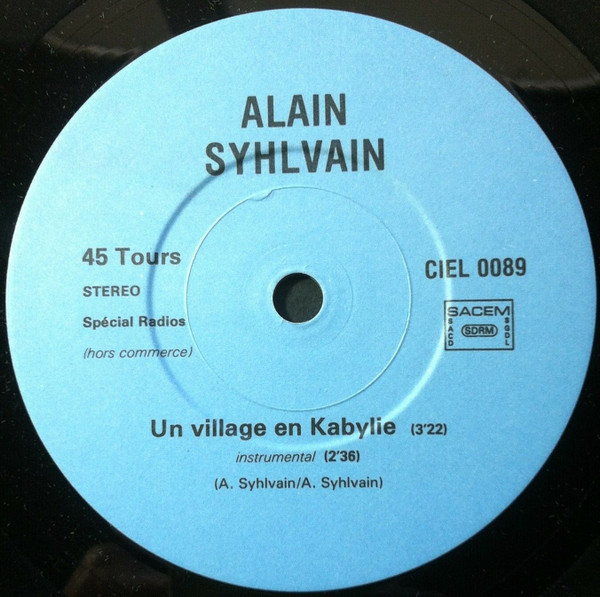 ALAIN
SYHLVAIN
45 Tours
STEREO
Spécial Radios
(hors commerce)
CIEL 0089
SACEM
SACD
SDRM
SGDL
Un village en Kabylie (3'22)
instrumental (2'36)
(A. Syhlvain/A. Syhlvain)